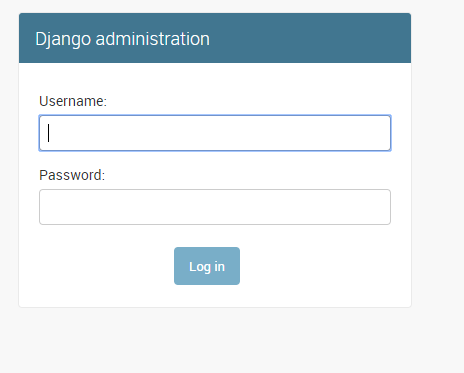 Django administration
Username:
Password:
Log in